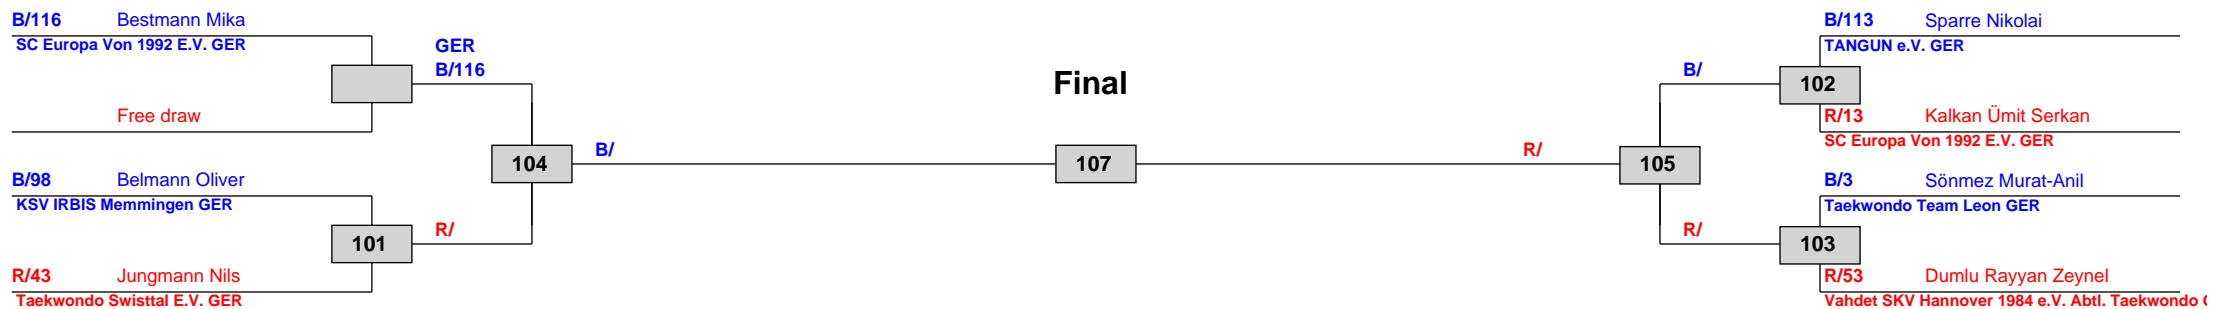 B/116 Bestmann Mika
SC Europa Von 1992 E.V. GER
GER
B/116
Free draw
B/98 Belmann Oliver
KSV IRBIS Memmingen GER
101
R/
R/43 Jungmann Nils
Taekwondo Swisttal E.V. GER
104
B/
Final
107
R/
105
B/
R/
B/113 Sparre Nikolai
TANGUN e.V. GER
102
R/13 Kalkan Ümit Serkan
SC Europa Von 1992 E.V. GER
B/3 Sönmez Murat-Anil
Taekwondo Team Leon GER
103
R/53 Dumlu Rayyan Zeynel
Vahdet SKV Hannover 1984 e.V. Abtl. Taekwondo